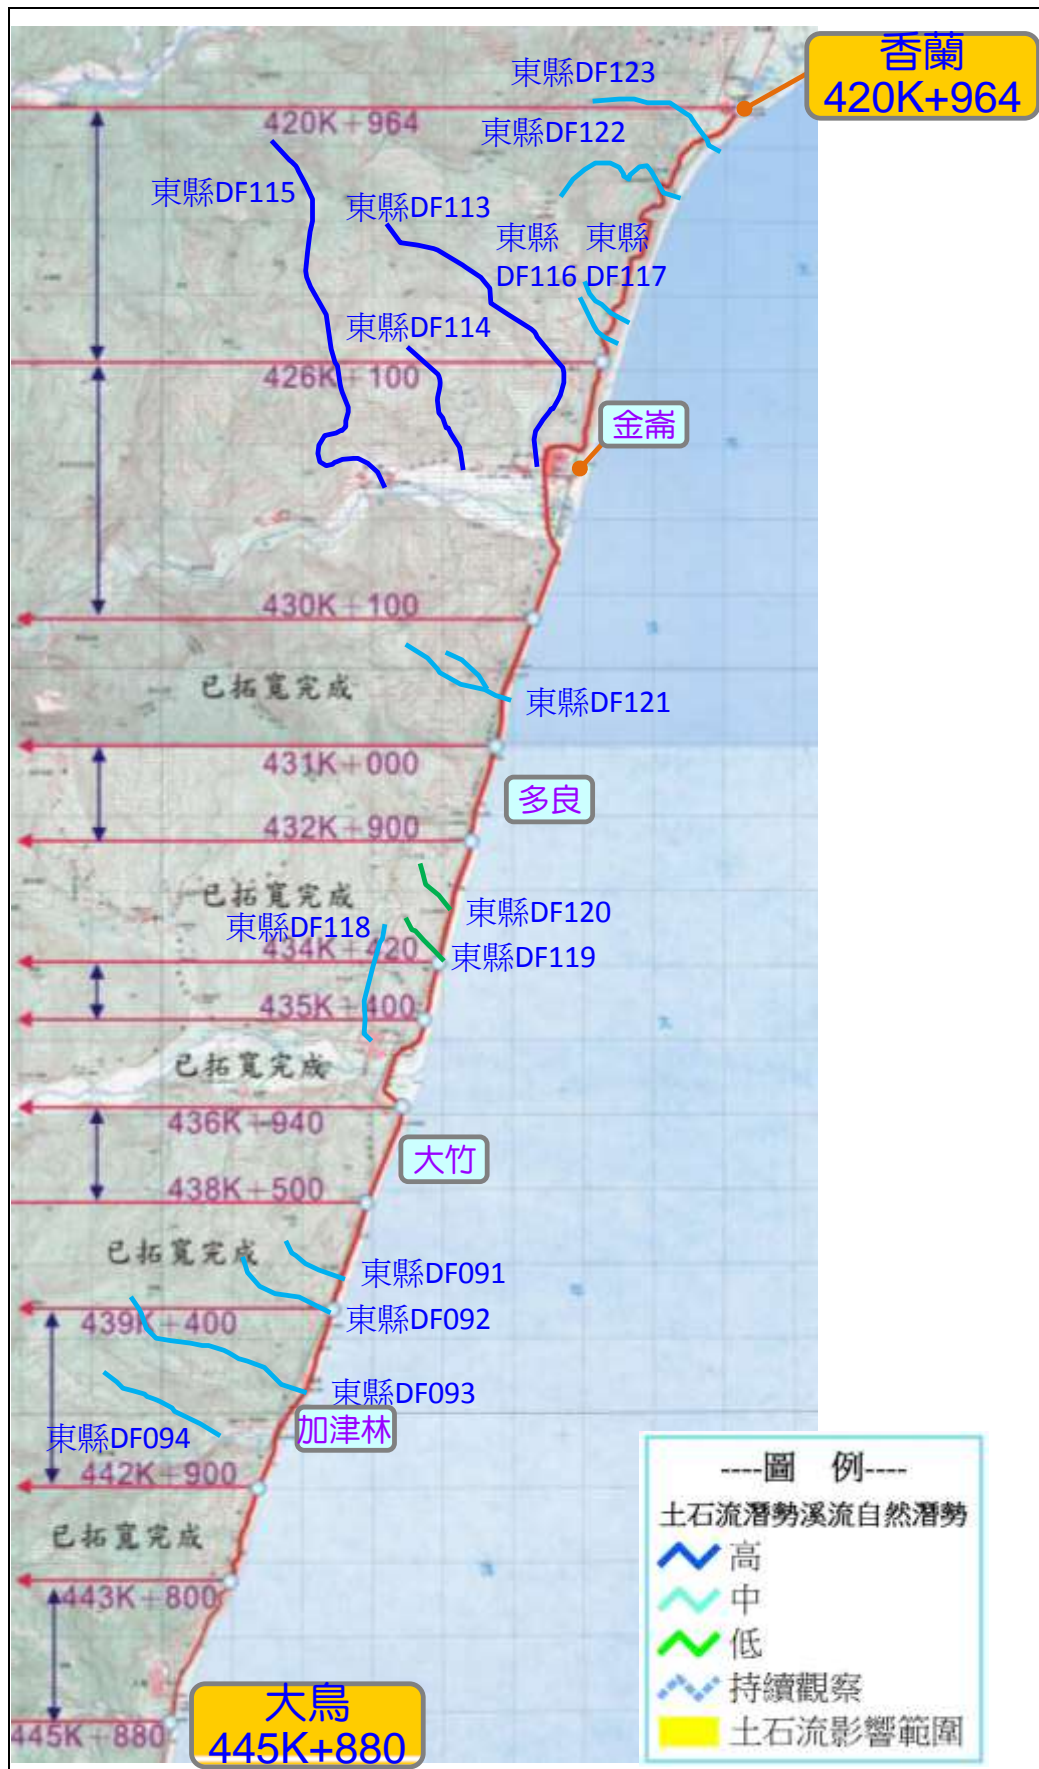 香蘭
420K+964
東縣DF123
420K+964
東縣DF122
東縣DF115
東縣DF113
東縣
DF116
東縣
DF117
東縣DF114
426K+100
金崙
430K+100
已拓寬完成
東縣DF121
431K+000
多良
432K+900
已拓寬完成
東縣DF120
東縣DF118
434K+420
東縣DF119
435K+400
已拓寬完成
436K+940
大竹
438K+500
已拓寬完成
東縣DF091
439K+400
東縣DF092
東縣DF093
加津林
東縣DF094
442K+900
已拓寬完成
443K+800
大鳥
445K+880
445K+880
----圖 例----
土石流潛勢溪流自然潛勢
高
中
低
持續觀察
土石流影響範圍